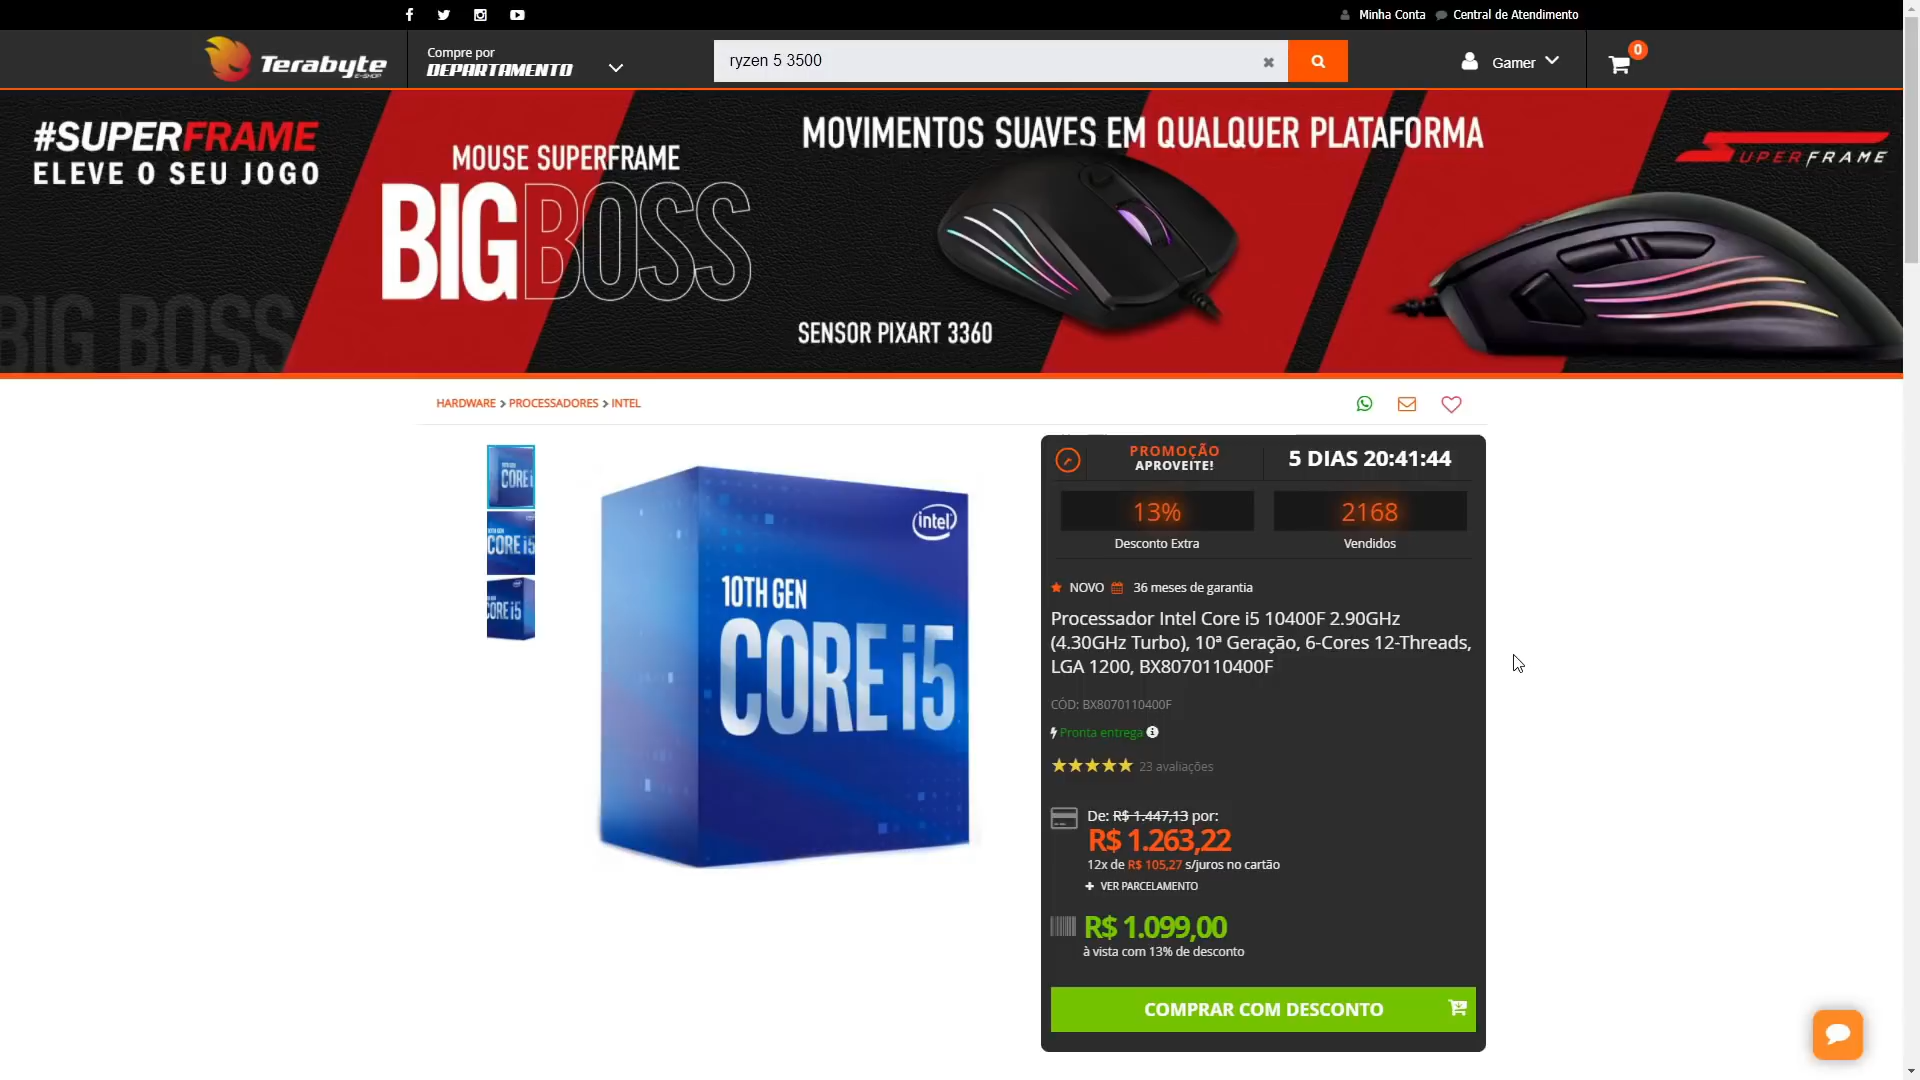 Minha Conta
Central de Atendimento
Terabyte
E-SHOP
Compre por
DEPARTAMENTO
ryzen 5 3500
Gamer
0
#SUPERFRAME
ELEVE O SEU JOGO
MOUSE SUPERFRAME
BIGBOSS
MOVIMENTOS SUAVES EM QUALQUER PLATAFORMA
SENSOR PIXART 3360
SUPERFRAME
BIG BOSS
HARDWARE > PROCESSADORES > INTEL
10TH GEN
CORE i5
intel
PROMOÇÃO
APROVEITE!
5 DIAS 20:41:44
13%
Desconto Extra
2168
Vendidos
NOVO
36 meses de garantia
Processador Intel Core i5 10400F 2.90GHz
(4.30GHz Turbo), 10ª Geração, 6-Cores 12-Threads,
LGA 1200, BX8070110400F
CÓD: BX8070110400F
Pronta entrega
23 avaliações
De: R$ 1.447,13 por:
R$ 1.263,22
12x de R$ 105,27 s/juros no cartão
+ VER PARCELAMENTO
R$ 1.099,00
à vista com 13% de desconto
COMPRAR COM DESCONTO